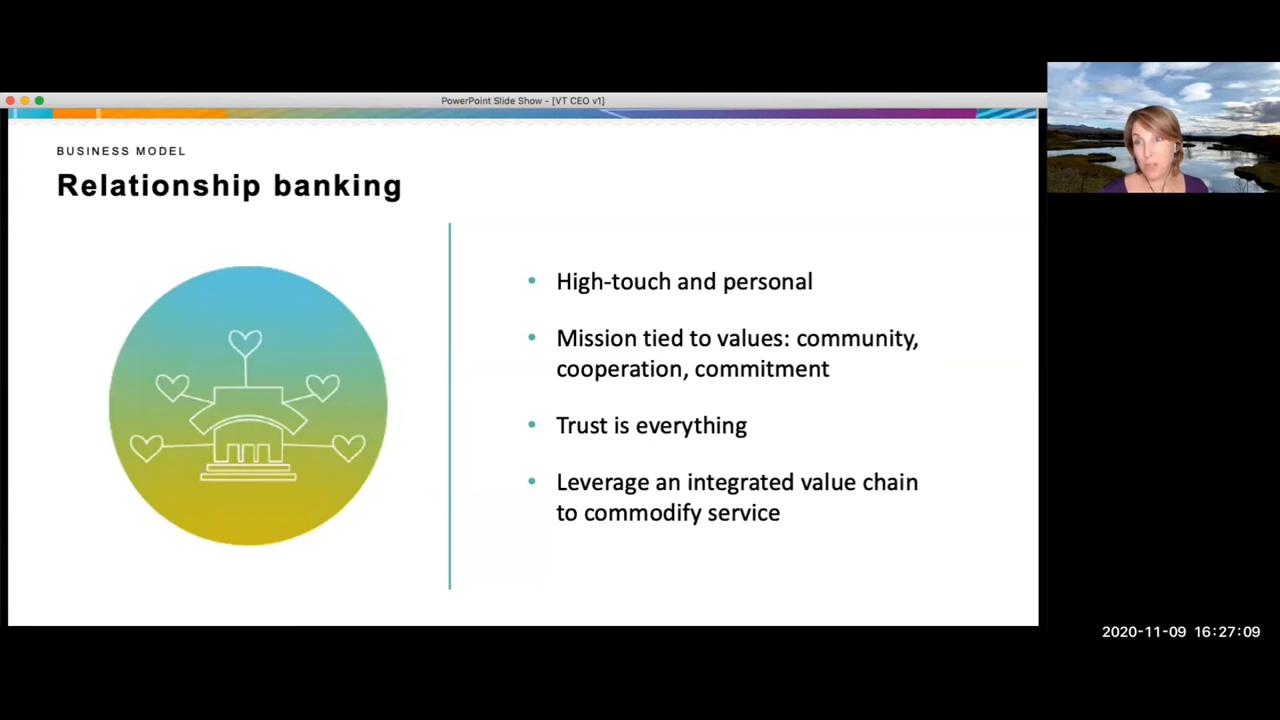 PowerPoint Slide Show - [VT CEO v1]
BUSINESS MODEL
Relationship banking
• High-touch and personal
• Mission tied to values: community,
cooperation, commitment
• Trust is everything
• Leverage an integrated value chain
to commodify service
2020-11-09 16:27:09